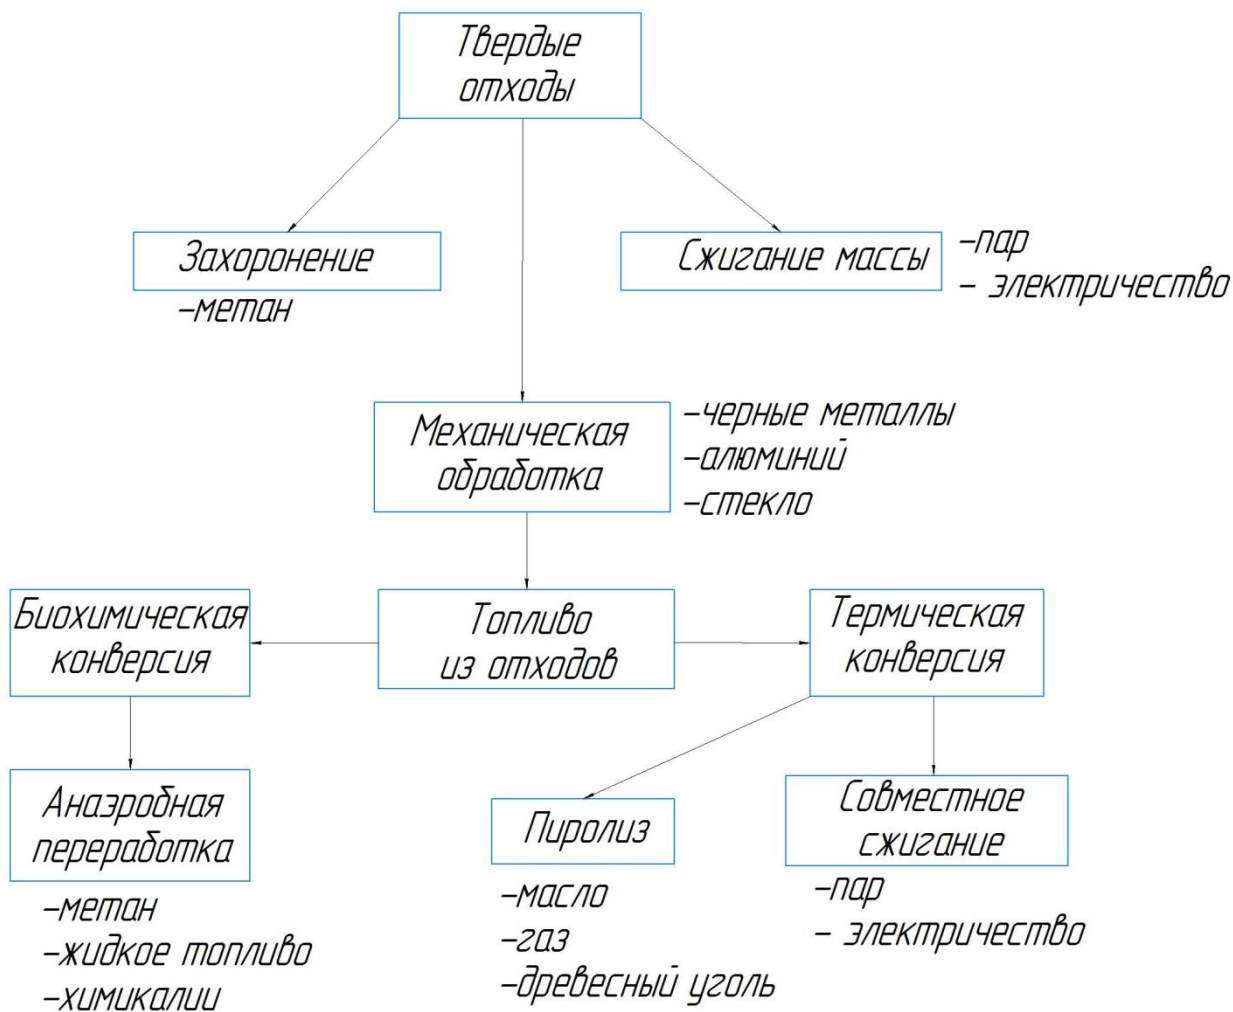 Твердые
отходы
Захоронение
-метан
Сжигание массы
-пар
- электричество
Механическая
обработка
-черные металлы
-алюминий
-стекло
Биохимическая
конверсия
Топливо
из отходов
Термическая
конверсия
Анаэробная
переработка
-метан
-жидкое топливо
-химикалии
Пиролиз
-масло
-газ
-древесный уголь
Совместное
сжигание
-пар
- электричество